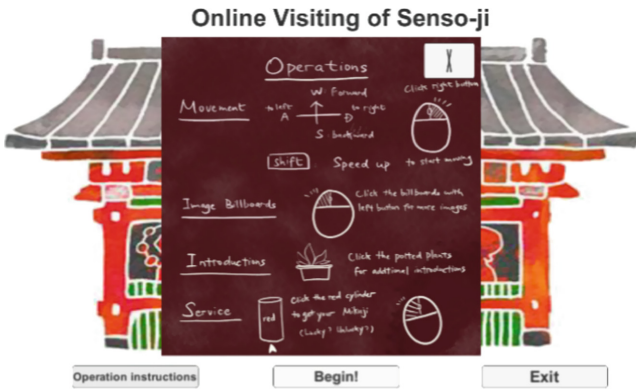 Online Visiting of Senso-ji
Operations
X
Click right button
Movement
W: Forward
to left
to right
A
D
S: backward
to start moving
Shift
Speed up
Image Billboards
Click the billboards with
left button for more images
Introductions
Click the potted plants
for addtional introductions
Service
red
Click the red cylinder
to get your Mikuji
(Lucky? Unlucky?)
Operation instructions
Begin!
Exit